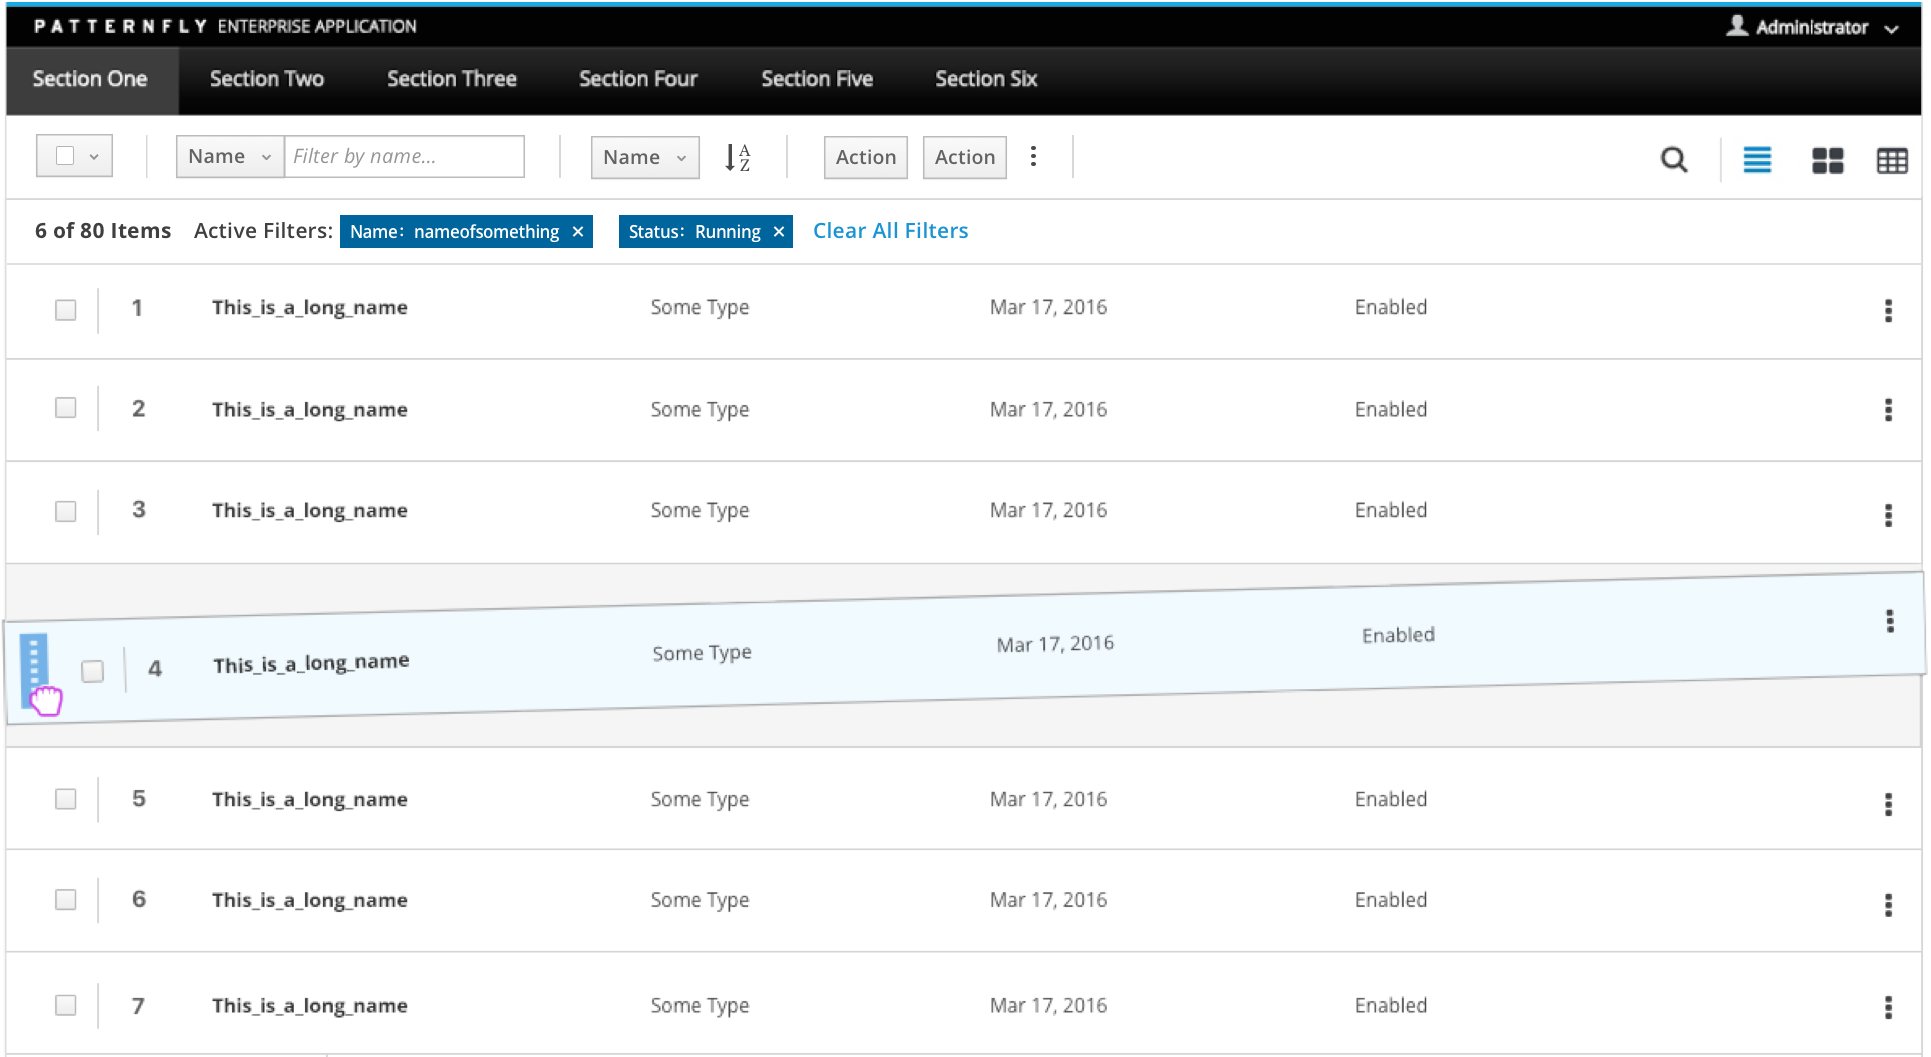 PATTERNFLY ENTERPRISE APPLICATION Administrator
Section One Section Two Section Three Section Four Section Five Section Six
Name Filter by name... Name A Z Action Action
6 of 80 Items Active Filters: Name: nameofsomething × Status: Running × Clear All Filters
1 This_is_a_long_name Some Type Mar 17, 2016 Enabled
2 This_is_a_long_name Some Type Mar 17, 2016 Enabled
3 This_is_a_long_name Some Type Mar 17, 2016 Enabled
4 This_is_a_long_name Some Type Mar 17, 2016 Enabled
5 This_is_a_long_name Some Type Mar 17, 2016 Enabled
6 This_is_a_long_name Some Type Mar 17, 2016 Enabled
7 This_is_a_long_name Some Type Mar 17, 2016 Enabled